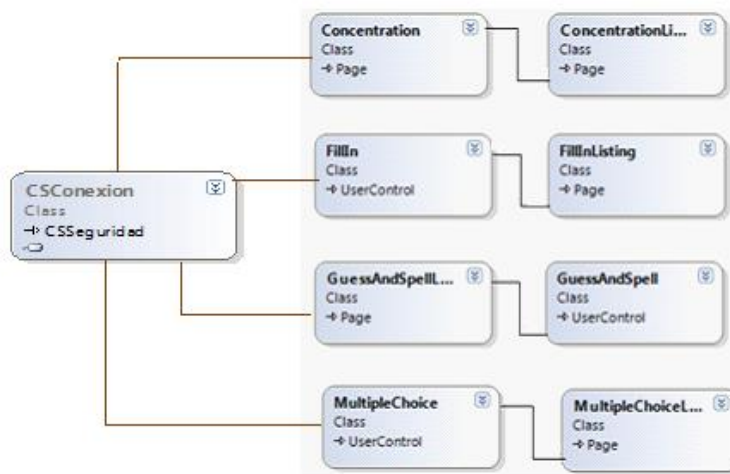 Concentration
Class
→ Page
ConcentrationLi...
Class
→ Page
FillIn
Class
→ UserControl
FillInListing
Class
→ Page
CSConexion
Class
→ CSSeguridad
GuessAndSpellL...
Class
→ Page
GuessAndSpell
Class
→ UserControl
MultipleChoice
Class
→ UserControl
MultipleChoiceL...
Class
→ Page